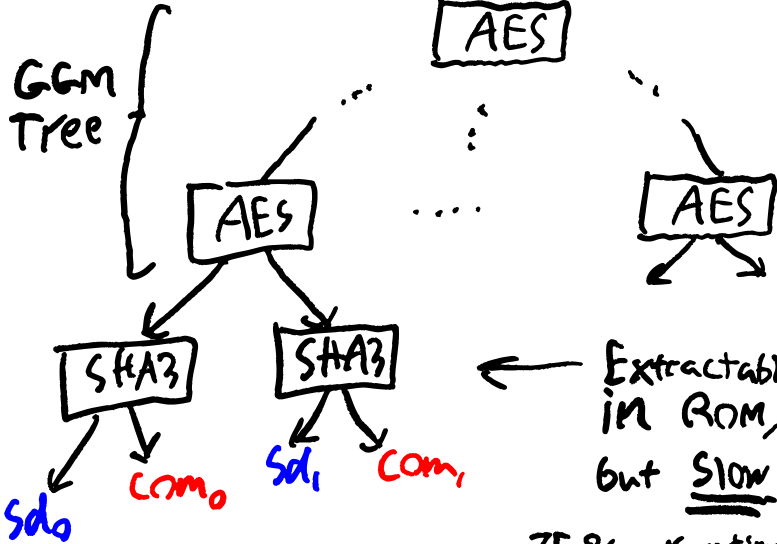 AES
GGM
Tree
AES
AES
SHA3
SHA3
Extractabl
in ROM,
but Slow
sd₀
com₀
sd₁
com₁